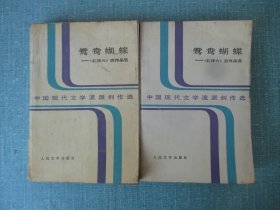 鸳鸯蝴蝶
——《礼拜六》派作品选
中国现代文学流派创作选
人民文学出版社
鸳鸯蝴蝶
——《礼拜六》派作品选
中国现代文学流派创作选
人民文学出版社